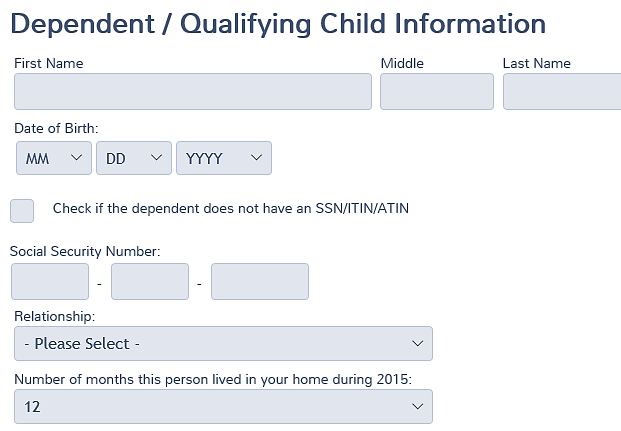 Dependent / Qualifying Child Information
First Name Middle Last Name
Date of Birth:
MM DD YYYY
Check if the dependent does not have an SSN/ITIN/ATIN
Social Security Number:
- -
Relationship:
- Please Select -
Number of months this person lived in your home during 2015:
12